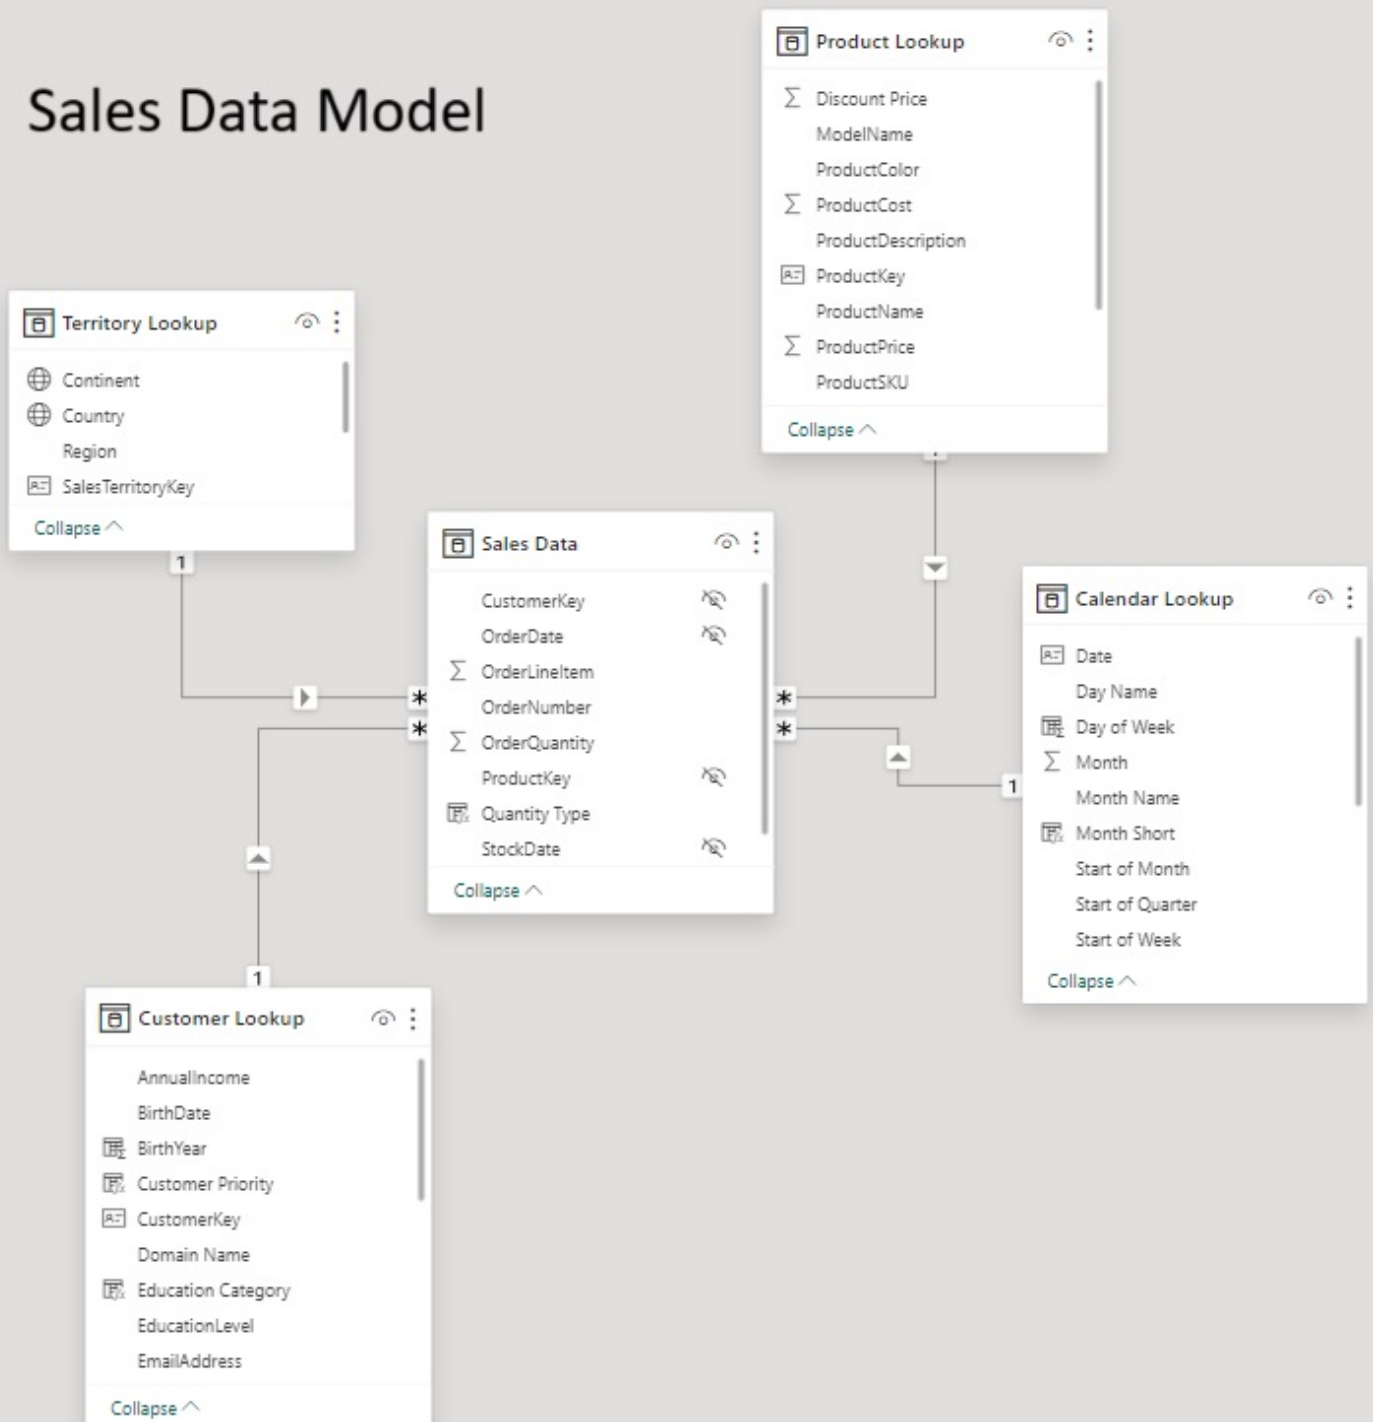 Sales Data Model
Product Lookup
Discount Price
ModelName
ProductColor
ProductCost
ProductDescription
ProductKey
ProductName
ProductPrice
ProductSKU
Collapse
Territory Lookup
Continent
Country
Region
SalesTerritoryKey
Collapse
1
Sales Data
CustomerKey
OrderDate
OrderLineItem
OrderNumber
OrderQuantity
ProductKey
Quantity Type
StockDate
Collapse
*
*
*
*
Calendar Lookup
Date
Day Name
Day of Week
Month
Month Name
Month Short
Start of Month
Start of Quarter
Start of Week
Collapse
1
1
Customer Lookup
AnnualIncome
BirthDate
BirthYear
Customer Priority
CustomerKey
Domain Name
Education Category
EducationLevel
EmailAddress
Collapse